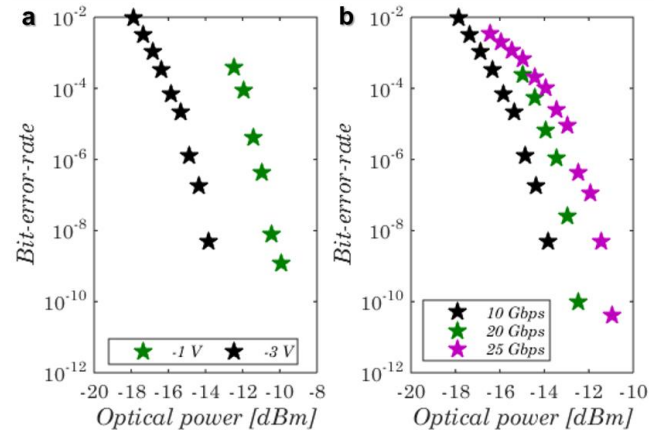 a
b
10⁻²
10⁻⁴
10⁻⁶
10⁻⁸
10⁻¹⁰
10⁻¹²
Bit-error-rate
-1 V -3 V
-20 -18 -16 -14 -12 -10 -8
Optical power [dBm]
10⁻²
10⁻⁴
10⁻⁶
10⁻⁸
10⁻¹⁰
10⁻¹²
Bit-error-rate
10 Gbps
20 Gbps
25 Gbps
-20 -18 -16 -14 -12 -10
Optical power [dBm]